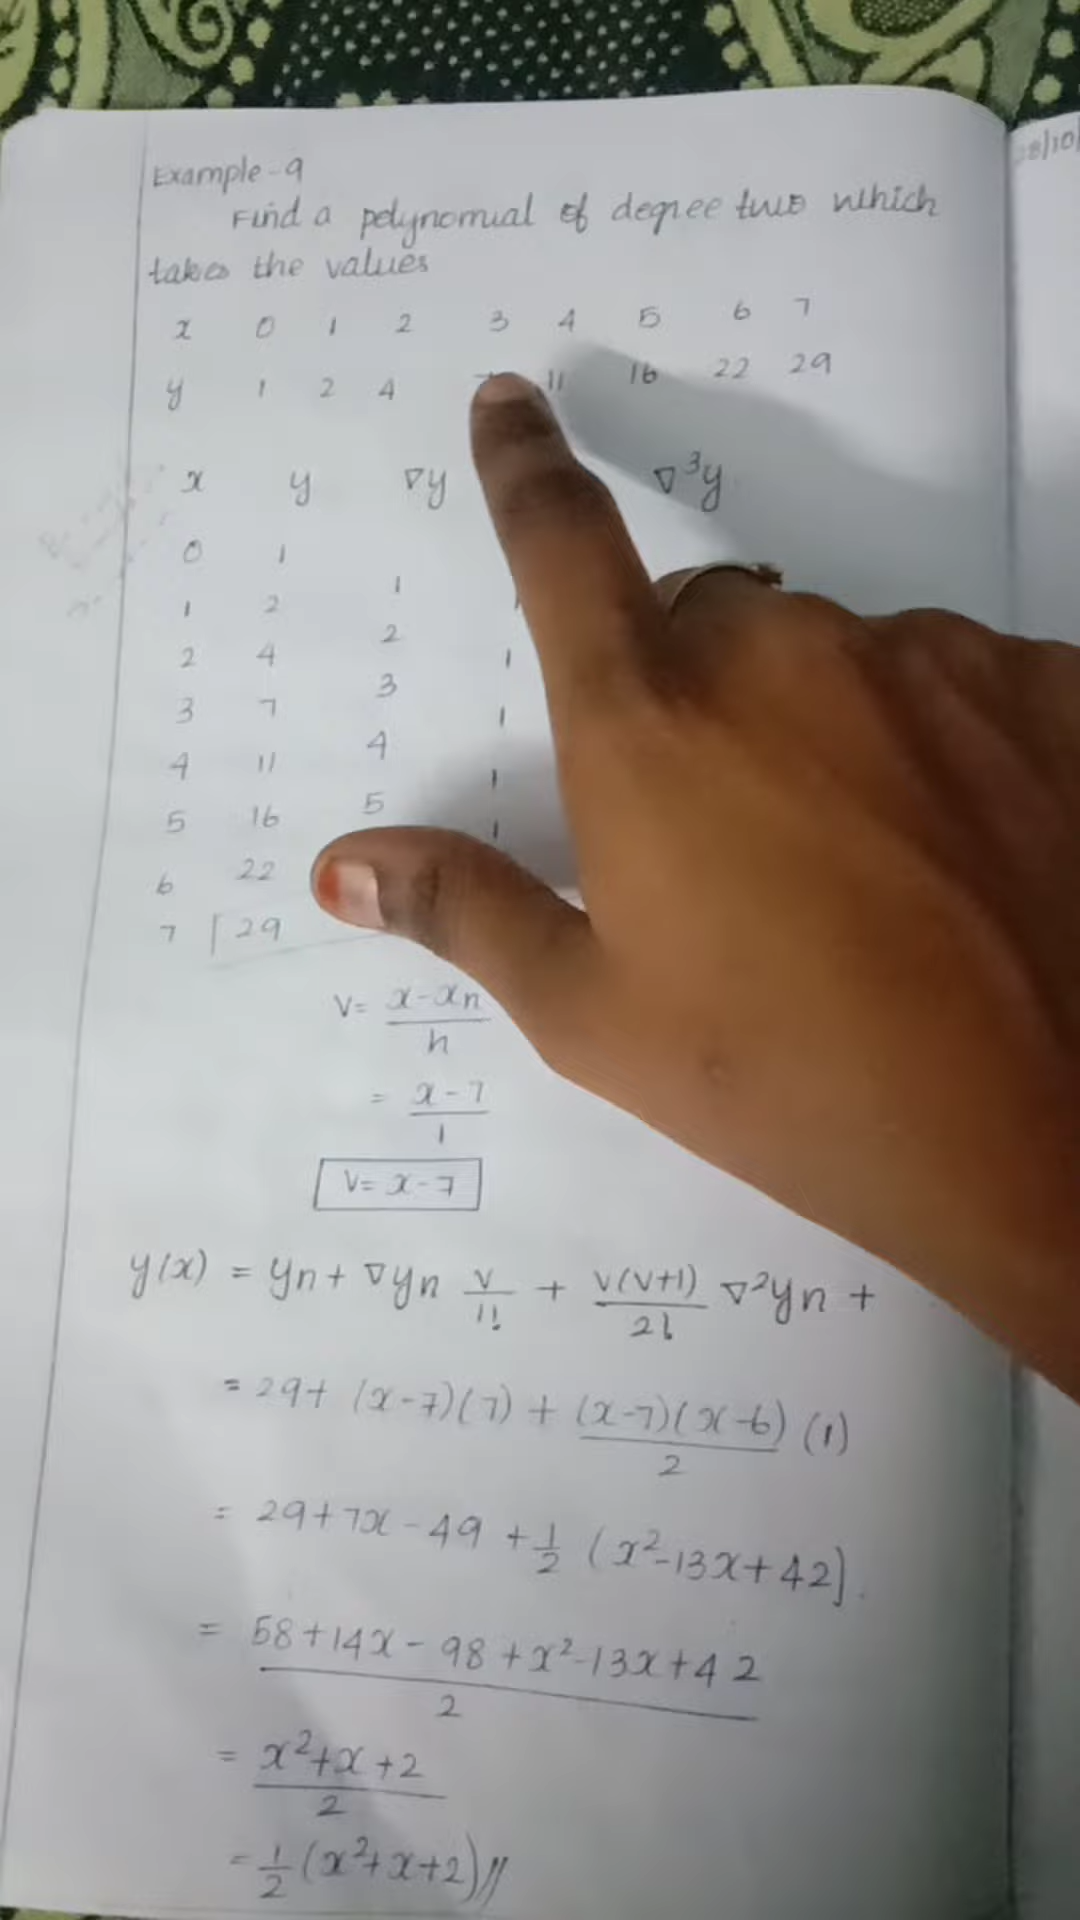 Example-9
Find a polynomial of degree two which
takes the values
x 0 1 2 3 4 5 6 7
y 1 2 4 11 16 22 29
x y ∇y ∇³y
0 1
1
1 2
2
2 4 1
3
3 7 1
4
4 11 1
5
5 16 1
6 22
7 29
V= x-xn / h
= x-7 / 1
V= x-7
y(x) = yn + ∇yn V/1! + V(V+1)/2! ∇²yn +
= 29+ (x-7)(7) + (x-7)(x-6)/2 (1)
= 29+7x-49 + 1/2 (x²-13x+42].
= 58+14x-98+x²-13x+42 / 2
= x²+x+2 / 2
= 1/2 (x²+x+2)//